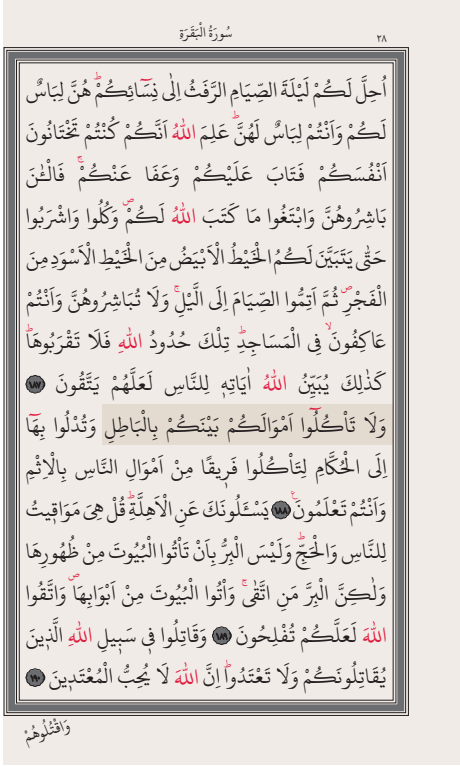 سُورَةُ الْبَقَرَةِ
٢٨
اُحِلَّ لَكُمْ لَيْلَةَ الصِّيَامِ الرَّفَثُ اِلٰى نِسَٓائِكُمْۜ هُنَّ لِبَاسٌ
لَكُمْ وَاَنْتُمْ لِبَاسٌ لَهُنَّۜ عَلِمَ اللّٰهُ اَنَّكُمْ كُنْتُمْ تَخْتَانُونَ
اَنْفُسَكُمْ فَتَابَ عَلَيْكُمْ وَعَفَا عَنْكُمْۚ فَالْـٰٔنَ
بَاشِرُوهُنَّ وَابْتَغُوا مَا كَتَبَ اللّٰهُ لَكُمْۖ وَكُلُوا وَاشْرَبُوا
حَتّٰى يَتَبَيَّنَ لَكُمُ الْخَيْطُ الْاَبْيَضُ مِنَ الْخَيْطِ الْاَسْوَدِ مِنَ
الْفَجْرِۖ ثُمَّ اَتِمُّوا الصِّيَامَ اِلَى الَّيْلِۚ وَلَا تُبَاشِرُوهُنَّ وَاَنْتُمْ
عَاكِفُونَۙ فِى الْمَسَاجِدِۜ تِلْكَ حُدُودُ اللّٰهِ فَلَا تَقْرَبُوهَاۜ
كَذٰلِكَ يُبَيِّنُ اللّٰهُ اٰيَاتِه۪ لِلنَّاسِ لَعَلَّهُمْ يَتَّقُونَ ﴿١٨٧﴾
وَلَا تَأْكُلُٓوا اَمْوَالَكُمْ بَيْنَكُمْ بِالْبَاطِلِ وَتُدْلُوا بِهَٓا
اِلَى الْحُكَّامِ لِتَأْكُلُوا فَر۪يقًا مِنْ اَمْوَالِ النَّاسِ بِالْاِثْمِ
وَاَنْتُمْ تَعْلَمُونَ۟ ﴿١٨٨﴾ يَسْـَٔلُونَكَ عَنِ الْاَهِلَّةِۜ قُلْ هِيَ مَوَاق۪يتُ
لِلنَّاسِ وَالْحَجِّۜ وَلَيْسَ الْبِرُّ بِاَنْ تَأْتُوا الْبُيُوتَ مِنْ ظُهُورِهَا
وَلٰكِنَّ الْبِرَّ مَنِ اتَّقٰىۚ وَأْتُوا الْبُيُوتَ مِنْ اَبْوَابِهَاۖ وَاتَّقُوا
اللّٰهَ لَعَلَّكُمْ تُفْلِحُونَ ﴿١٨٩﴾ وَقَاتِلُوا ف۪ي سَب۪يلِ اللّٰهِ الَّذ۪ينَ
يُقَاتِلُونَكُمْ وَلَا تَعْتَدُواۜ اِنَّ اللّٰهَ لَا يُحِبُّ الْمُعْتَد۪ينَ ﴿١٩٠﴾
وَاقْتُلُوهُمْ